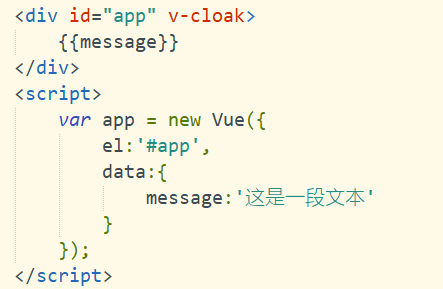 <div id="app" v-cloak>
    {{message}}
</div>
<script>
    var app = new Vue({
        el:'#app',
        data:{
            message:'这是一段文本'
        }
    });
</script>